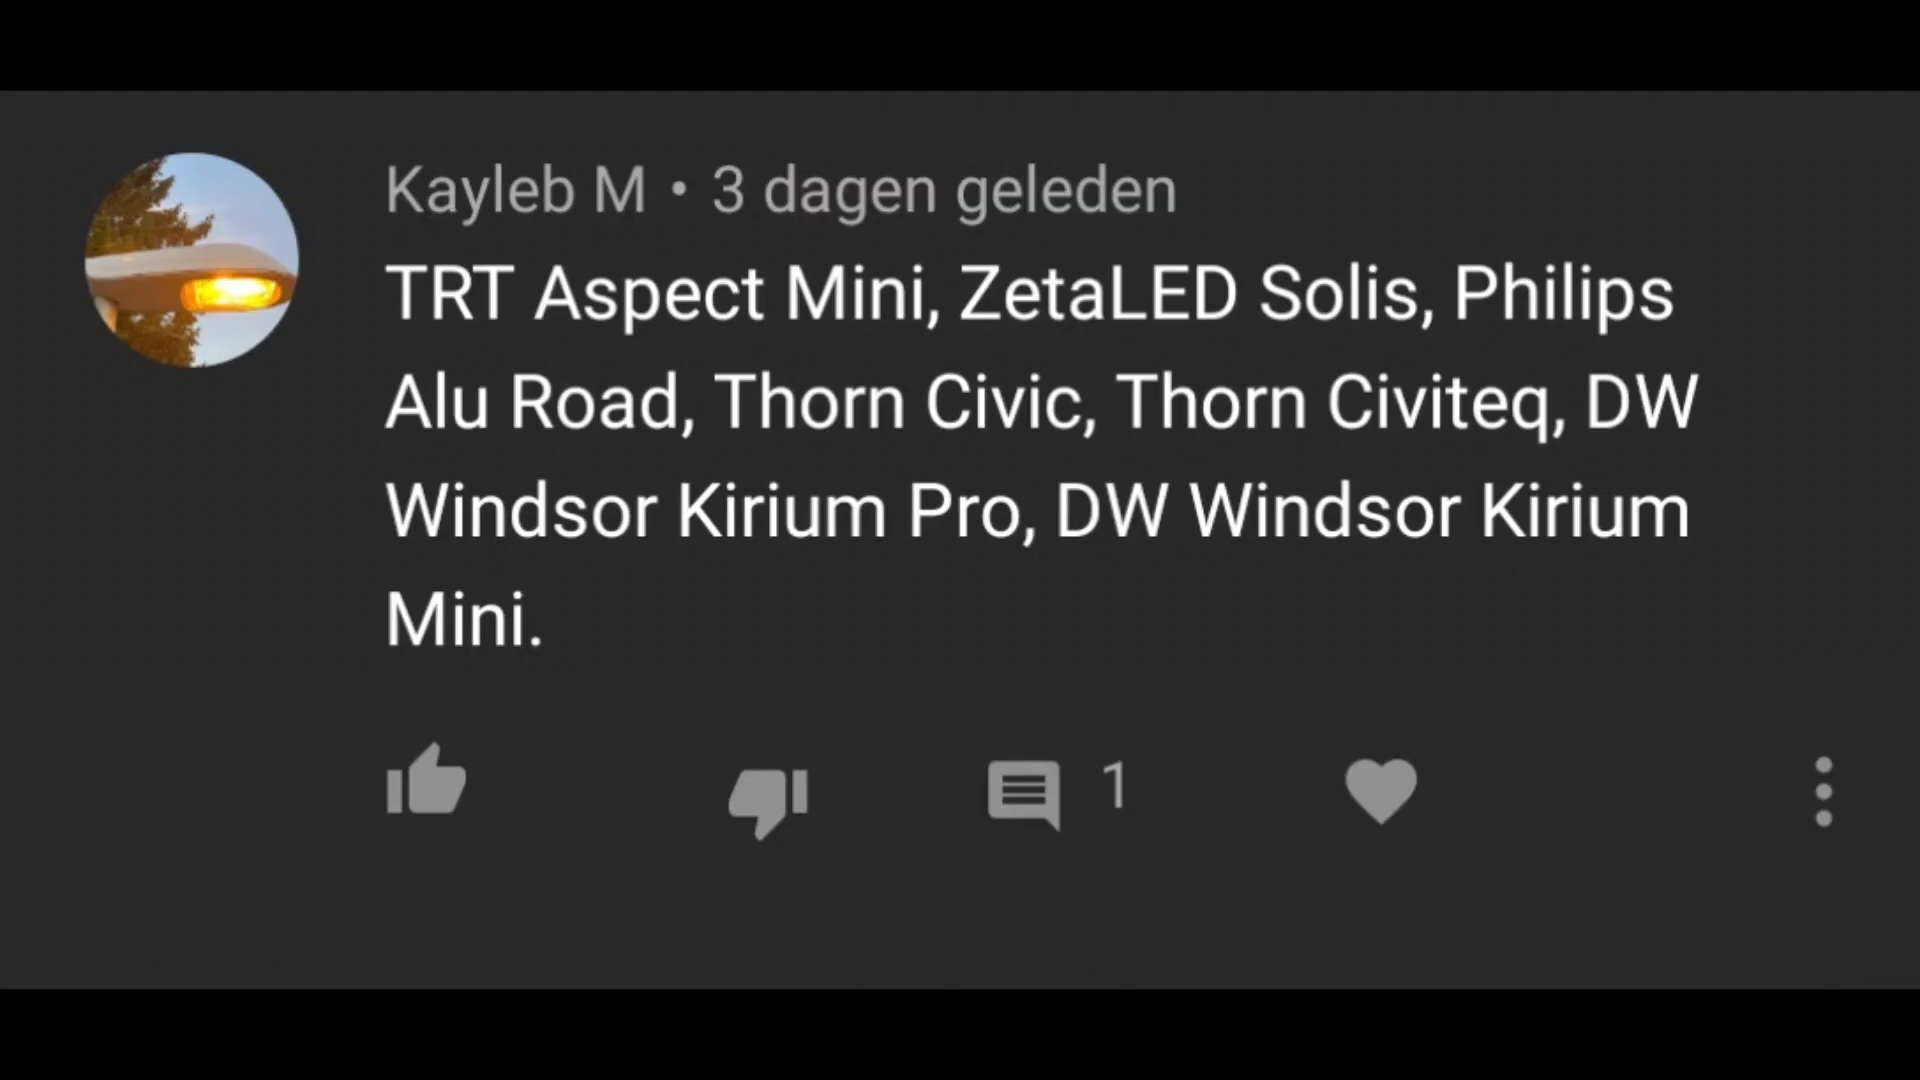 Kayleb M • 3 dagen geleden
TRT Aspect Mini, ZetaLED Solis, Philips
Alu Road, Thorn Civic, Thorn Civiteq, DW
Windsor Kirium Pro, DW Windsor Kirium
Mini.
1